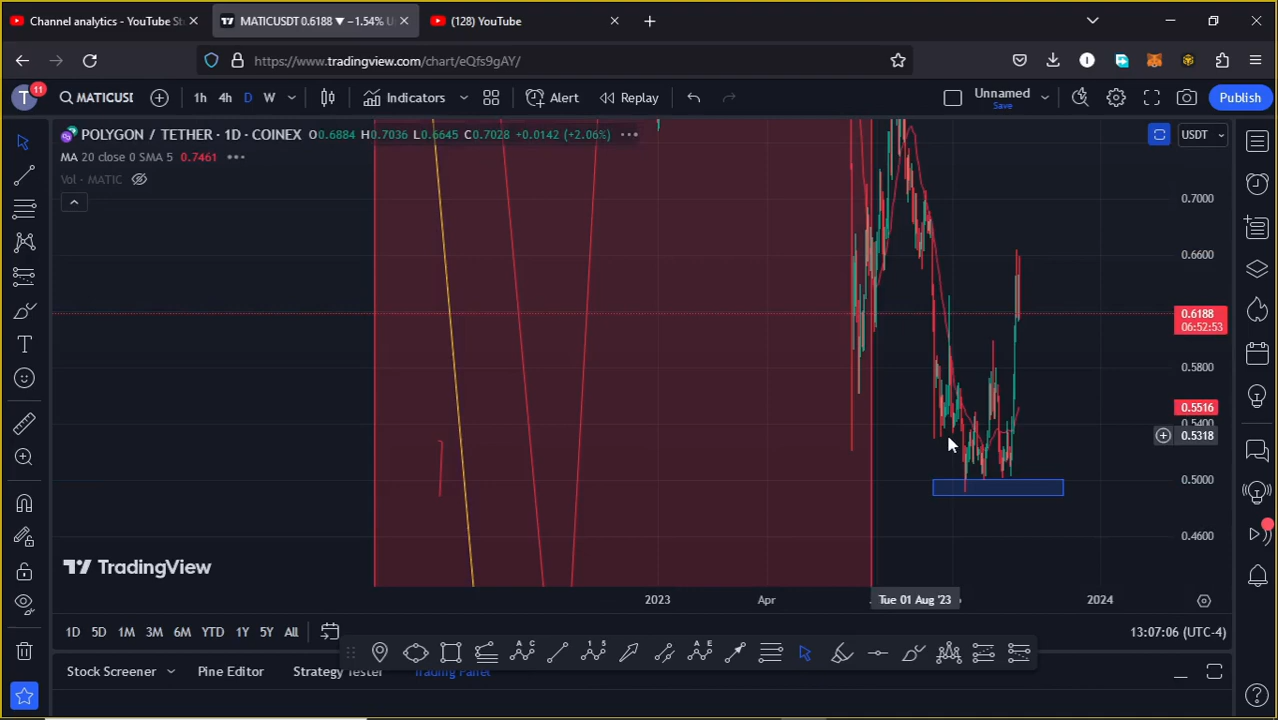 Channel analytics - YouTube St
MATICUSDT 0.6188 ▼ −1.54% U
(128) YouTube
https://www.tradingview.com/chart/eQfs9gAY/
11
T
MATICUSI
1h
4h
D
W
Indicators
Alert
Replay
Unnamed
Save
Publish
POLYGON / TETHER · 1D · COINEX O0.6884 H0.7036 L0.6645 C0.7028 +0.0142 (+2.06%)
USDT
MA 20 close 0 SMA 5 0.7461
Vol · MATIC
0.7000
0.6600
0.6188
06:52:53
0.5800
0.5516
0.5318
0.5000
0.4600
TradingView
2023
Apr
Tue 01 Aug '23
2024
1D
5D
1M
3M
6M
YTD
1Y
5Y
All
13:07:06 (UTC-4)
Stock Screener
Pine Editor
Strategy Tester
Trading Panel